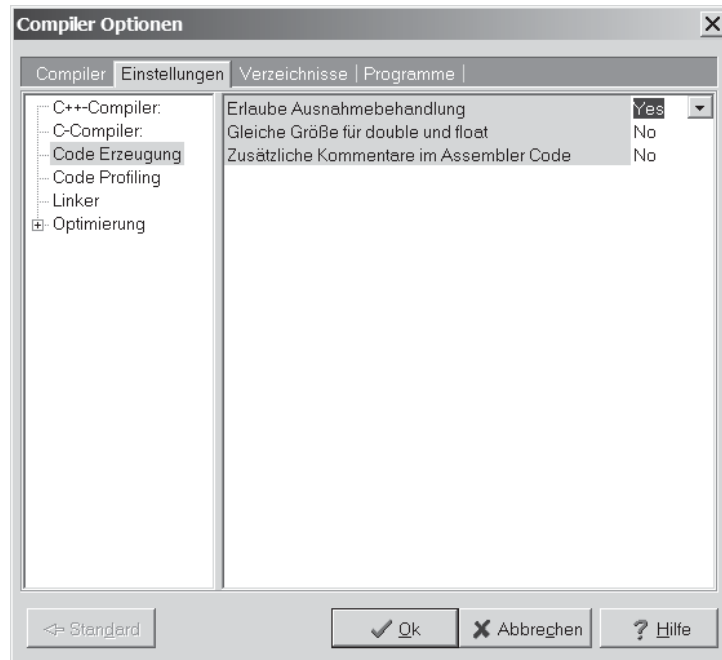 Compiler Optionen
Compiler Einstellungen Verzeichnisse Programme
C++-Compiler:
C-Compiler:
Code Erzeugung
Code Profiling
Linker
Optimierung
Erlaube Ausnahmebehandlung Yes
Gleiche Größe für double und float No
Zusätzliche Kommentare im Assembler Code No
<= Standard Ok Abbrechen Hilfe